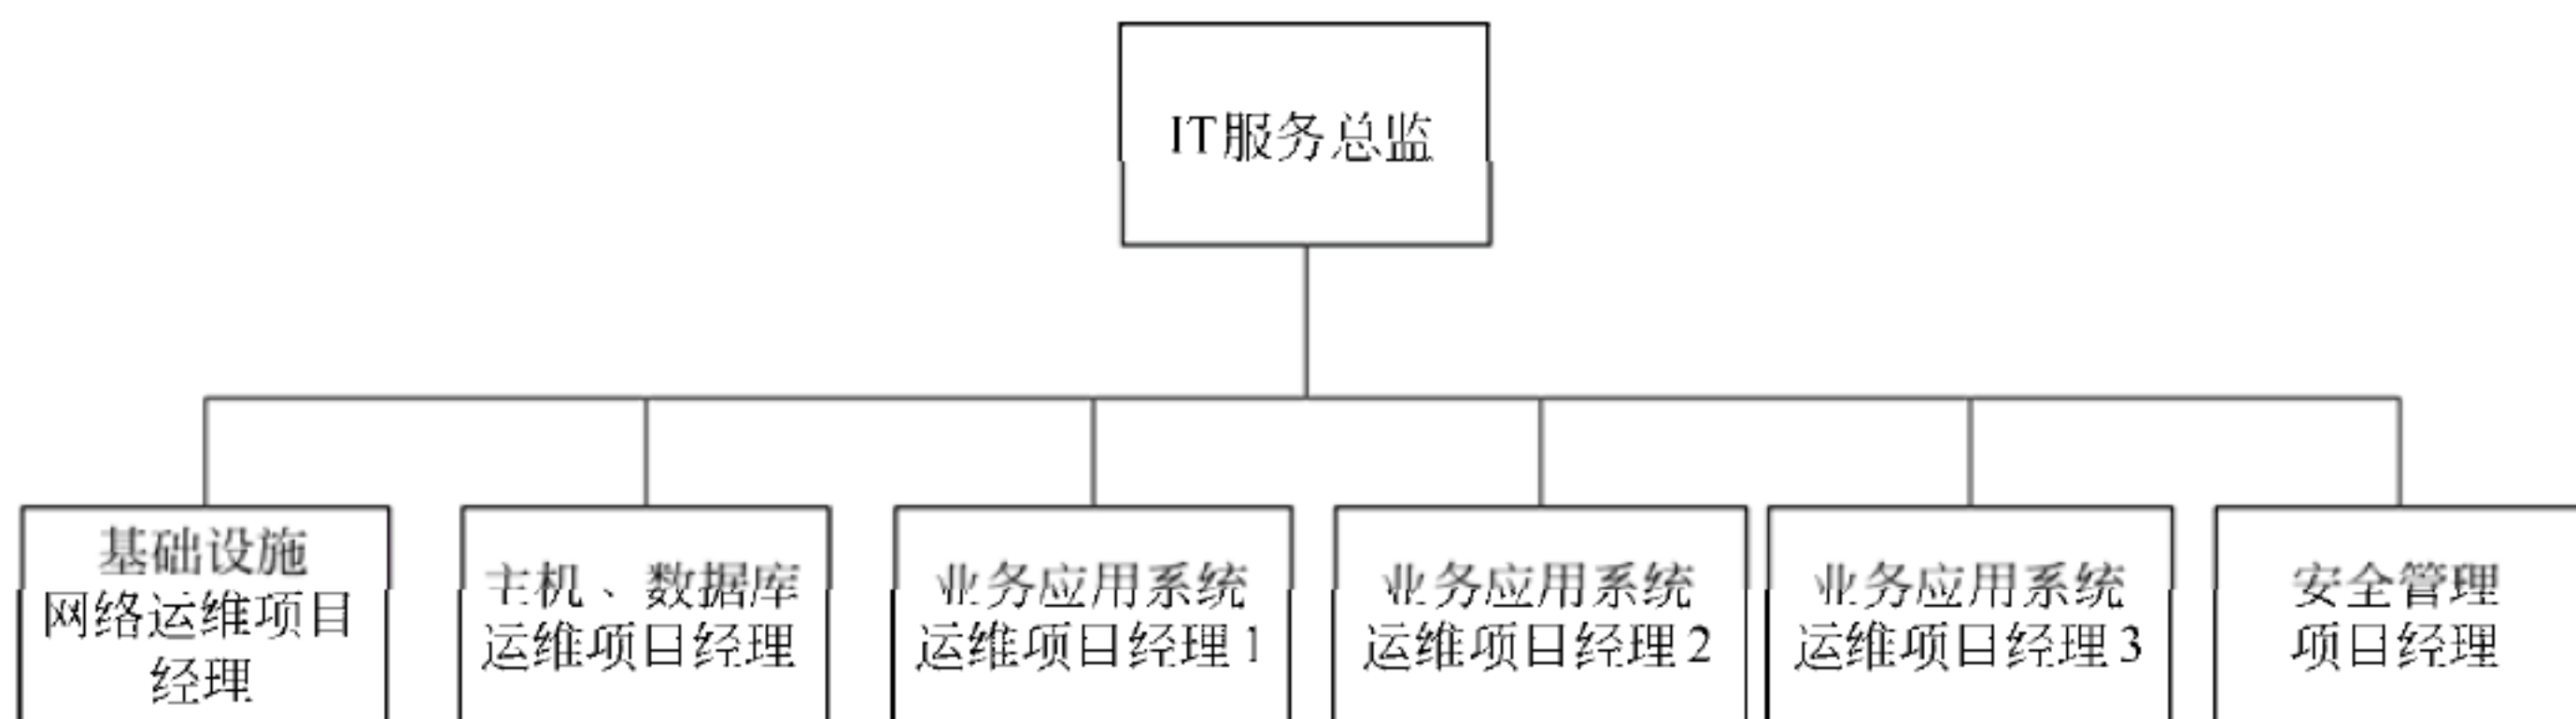 IT服务总监
基础设施
网络运维项目
经理
主机、数据库
运维项目经理
业务应用系统
运维项目经理1
业务应用系统
运维项目经理2
业务应用系统
运维项目经理3
安全管理
项目经理